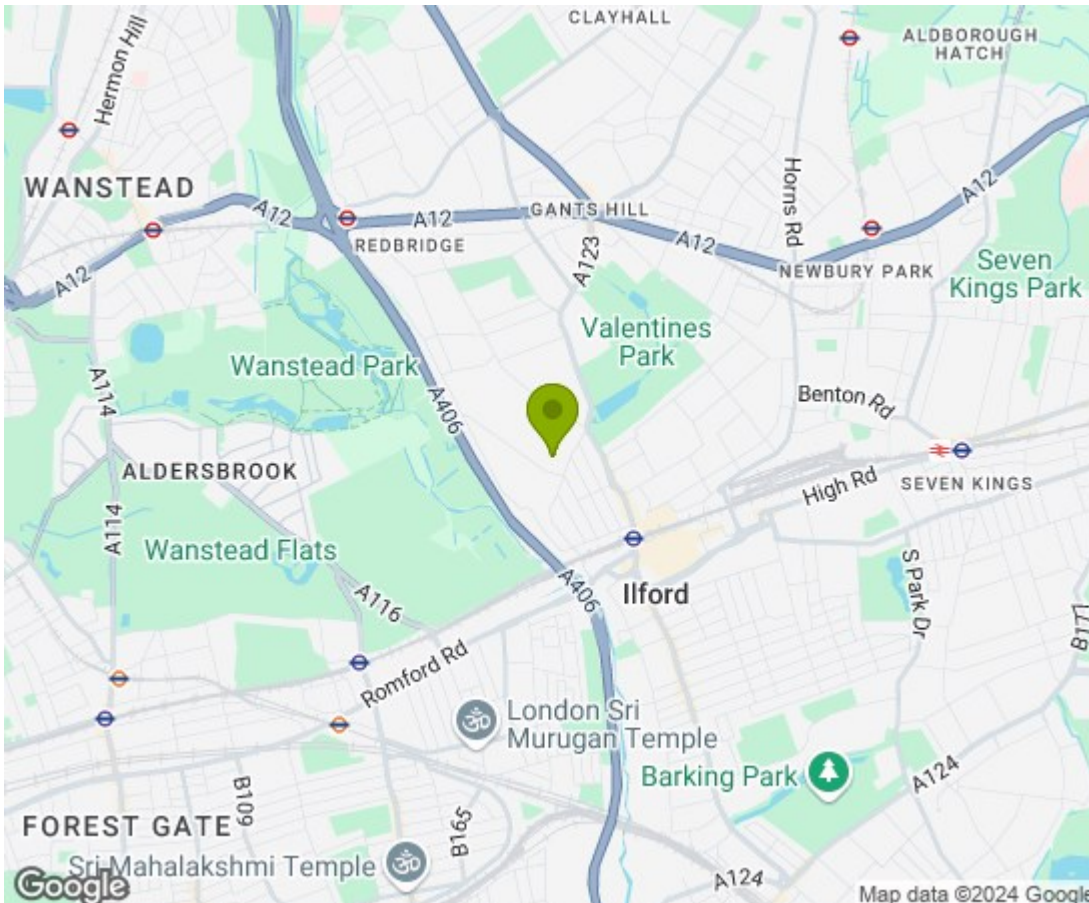 CLAYHALL
ALDBOROUGH
HATCH
Hermon Hill
WANSTEAD
A12
A12
GANTS HILL
A12
A12
REDBRIDGE
A123
Horns Rd
NEWBURY PARK
Seven
Kings Park
A12
Valentines
Park
Wanstead Park
A114
A406
Benton Rd
ALDERSBROOK
High Rd
SEVEN KINGS
A114
Wanstead Flats
A116
A406
Ilford
S Park Dr
B177
Romford Rd
London Sri
Murugan Temple
Barking Park
A124
B109
B165
FOREST GATE
Sri Mahalakshmi Temple
A124
Google
Map data ©2024 Google